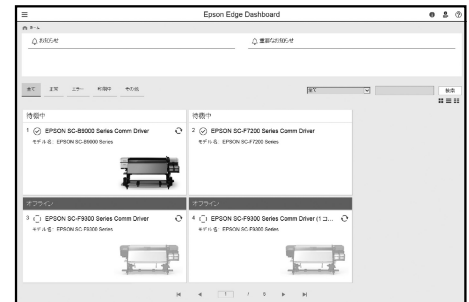 Epson Edge Dashboard
ホーム
お知らせ
重要なお知らせ
全て 正常 エラー 待機中 その他
全て
検索
待機中
1 EPSON SC-B9000 Series Comm Driver
モデル名: EPSON SC-B9000 Series
待機中
2 EPSON SC-F7200 Series Comm Driver
モデル名: EPSON SC-F7200 Series
オフライン
3 EPSON SC-F9300 Series Comm Driver
モデル名: EPSON SC-F9300 Series
オフライン
4 EPSON SC-F9300 Series Comm Driver (1コ...
モデル名: EPSON SC-F9300 Series
1 / 6